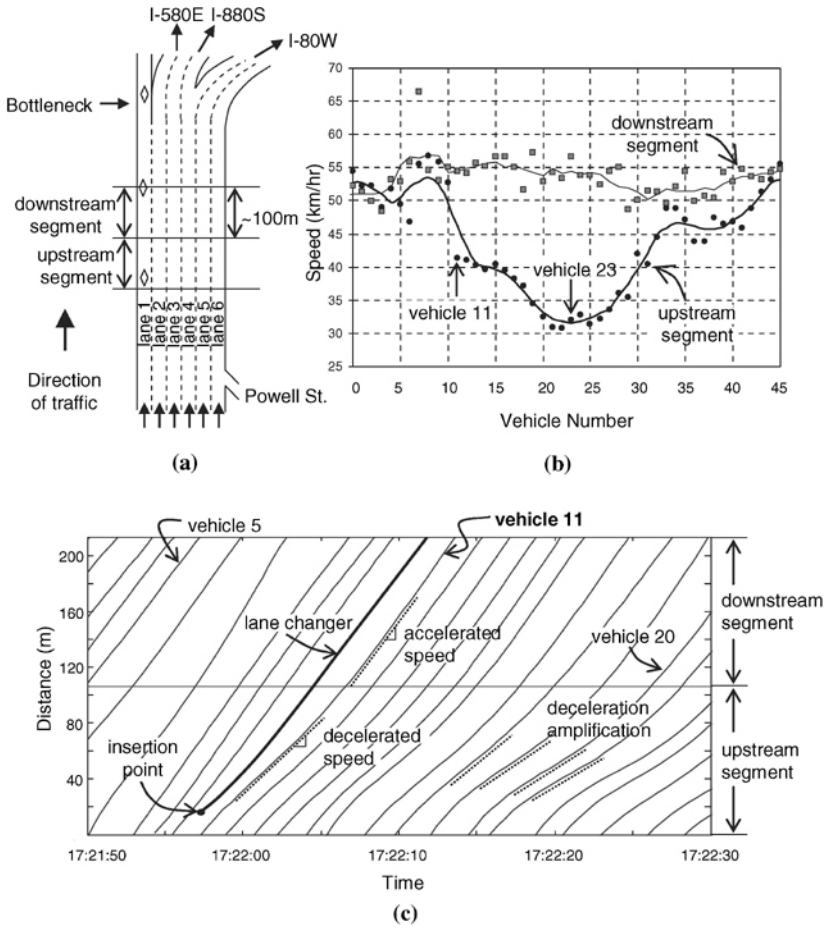 I-580E
I-880S
I-80W
Bottleneck
downstream
segment
~100m
upstream
segment
lane 1
lane 2
lane 3
lane 4
lane 5
lane 6
Direction
of traffic
Powell St.
(a)
Speed (km/hr)
70
65
60
55
50
45
40
35
30
25
downstream
segment
vehicle 23
vehicle 11
upstream
segment
0
5
10
15
20
25
30
35
40
45
Vehicle Number
(b)
vehicle 5
vehicle 11
Distance (m)
200
160
120
80
40
0
lane changer
accelerated
speed
vehicle 20
downstream
segment
insertion
point
decelerated
speed
deceleration
amplification
upstream
segment
17:21:50
17:22:00
17:22:10
17:22:20
17:22:30
Time
(c)